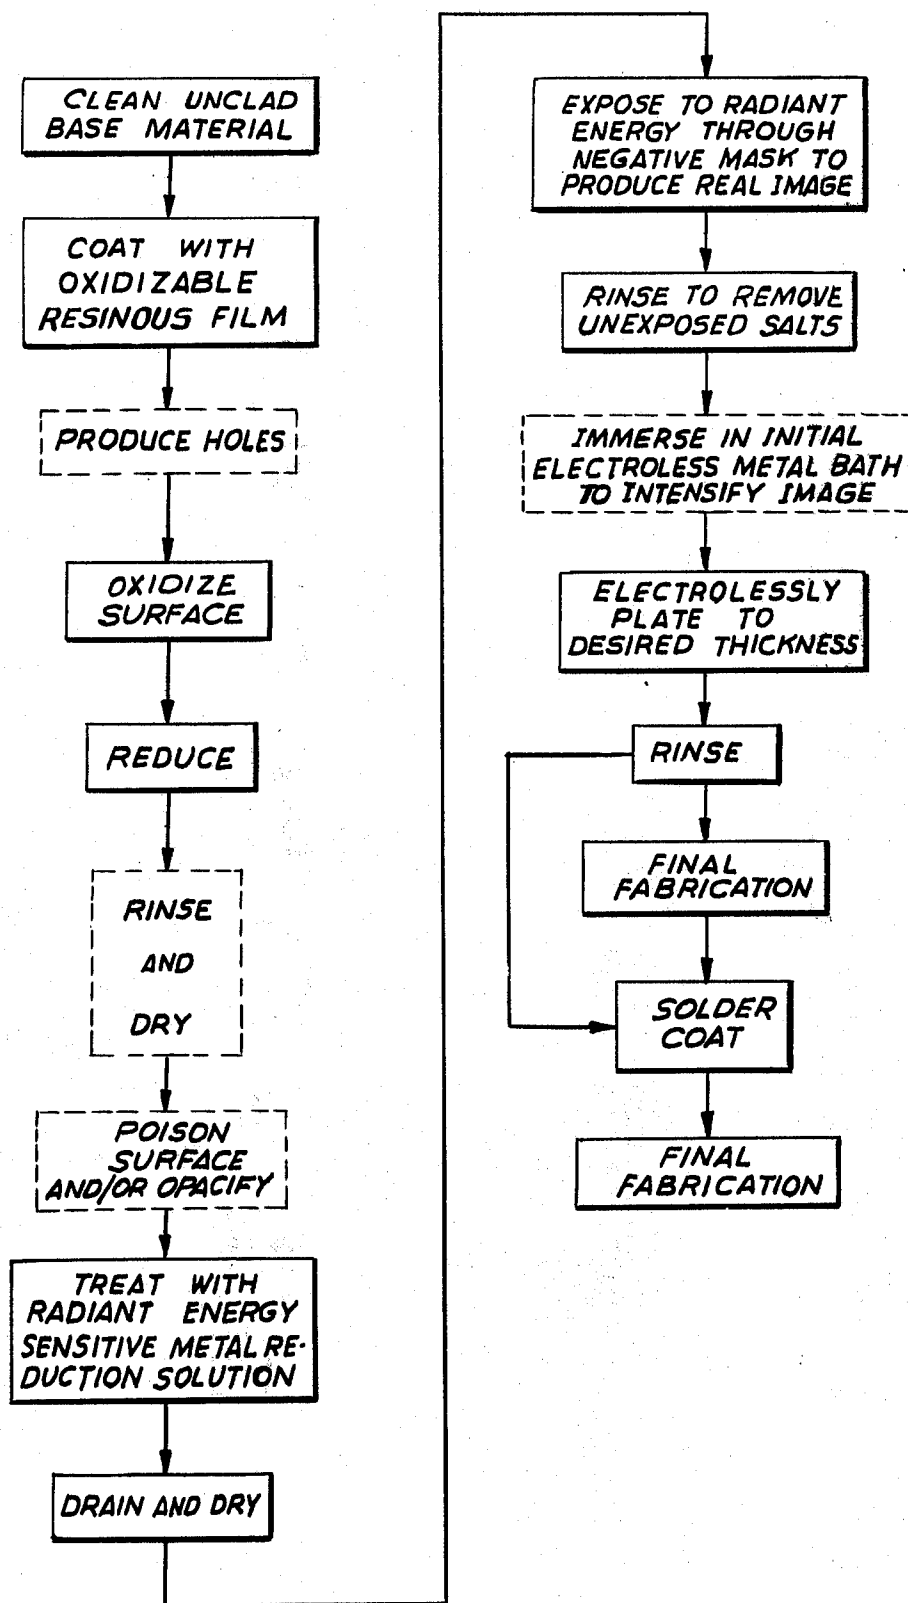 CLEAN UNCLAD
BASE MATERIAL
COAT WITH
OXIDIZABLE
RESINOUS FILM
PRODUCE HOLES
OXIDIZE
SURFACE
REDUCE
RINSE
AND
DRY
POISON
SURFACE
AND/OR OPACIFY
TREAT WITH
RADIANT ENERGY
SENSITIVE METAL RE-
DUCTION SOLUTION
DRAIN AND DRY
EXPOSE TO RADIANT
ENERGY THROUGH
NEGATIVE MASK TO
PRODUCE REAL IMAGE
RINSE TO REMOVE
UNEXPOSED SALTS
IMMERSE IN INITIAL
ELECTROLESS METAL BATH
TO INTENSIFY IMAGE
ELECTROLESSLY
PLATE TO
DESIRED THICKNESS
RINSE
FINAL
FABRICATION
SOLDER
COAT
FINAL
FABRICATION